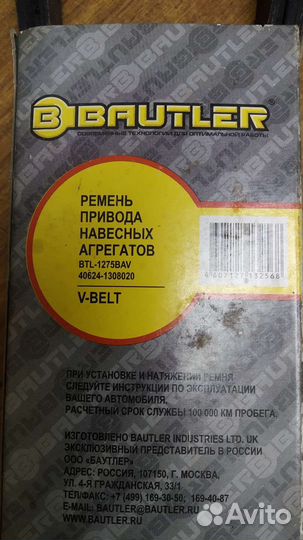 BAUTLER®
СОВРЕМЕННЫЕ ТЕХНОЛОГИИ ДЛЯ ОПТИМАЛЬНОЙ РАБОТЫ
РЕМЕНЬ
ПРИВОДА
НАВЕСНЫХ
АГРЕГАТОВ
BTL-1275BAV
40624-1308020
V-BELT
4 607127 132568
ПРИ УСТАНОВКЕ И НАТЯЖЕНИИ РЕМНЯ
СЛЕДУЙТЕ ИНСТРУКЦИИ ПО ЭКСПЛУАТАЦИИ
ВАШЕГО АВТОМОБИЛЯ.
РАСЧЕТНЫЙ СРОК СЛУЖБЫ 100 000 КМ ПРОБЕГА.
ИЗГОТОВЛЕНО BAUTLER INDUSTRIES LTD. UK
ЭКСКЛЮЗИВНЫЙ ПРЕДСТАВИТЕЛЬ В РОССИИ
ООО «БАУТЛЕР»
АДРЕС: РОССИЯ, 107150, Г. МОСКВА,
УЛ. 4-Я ГРАЖДАНСКАЯ, 33/1
ТЕЛ/ФАКС: +7 (499) 169-30-50, 169-40-87
E-MAIL: BAUTLER@BAUTLER.RU
WWW.BAUTLER.RU
Avito